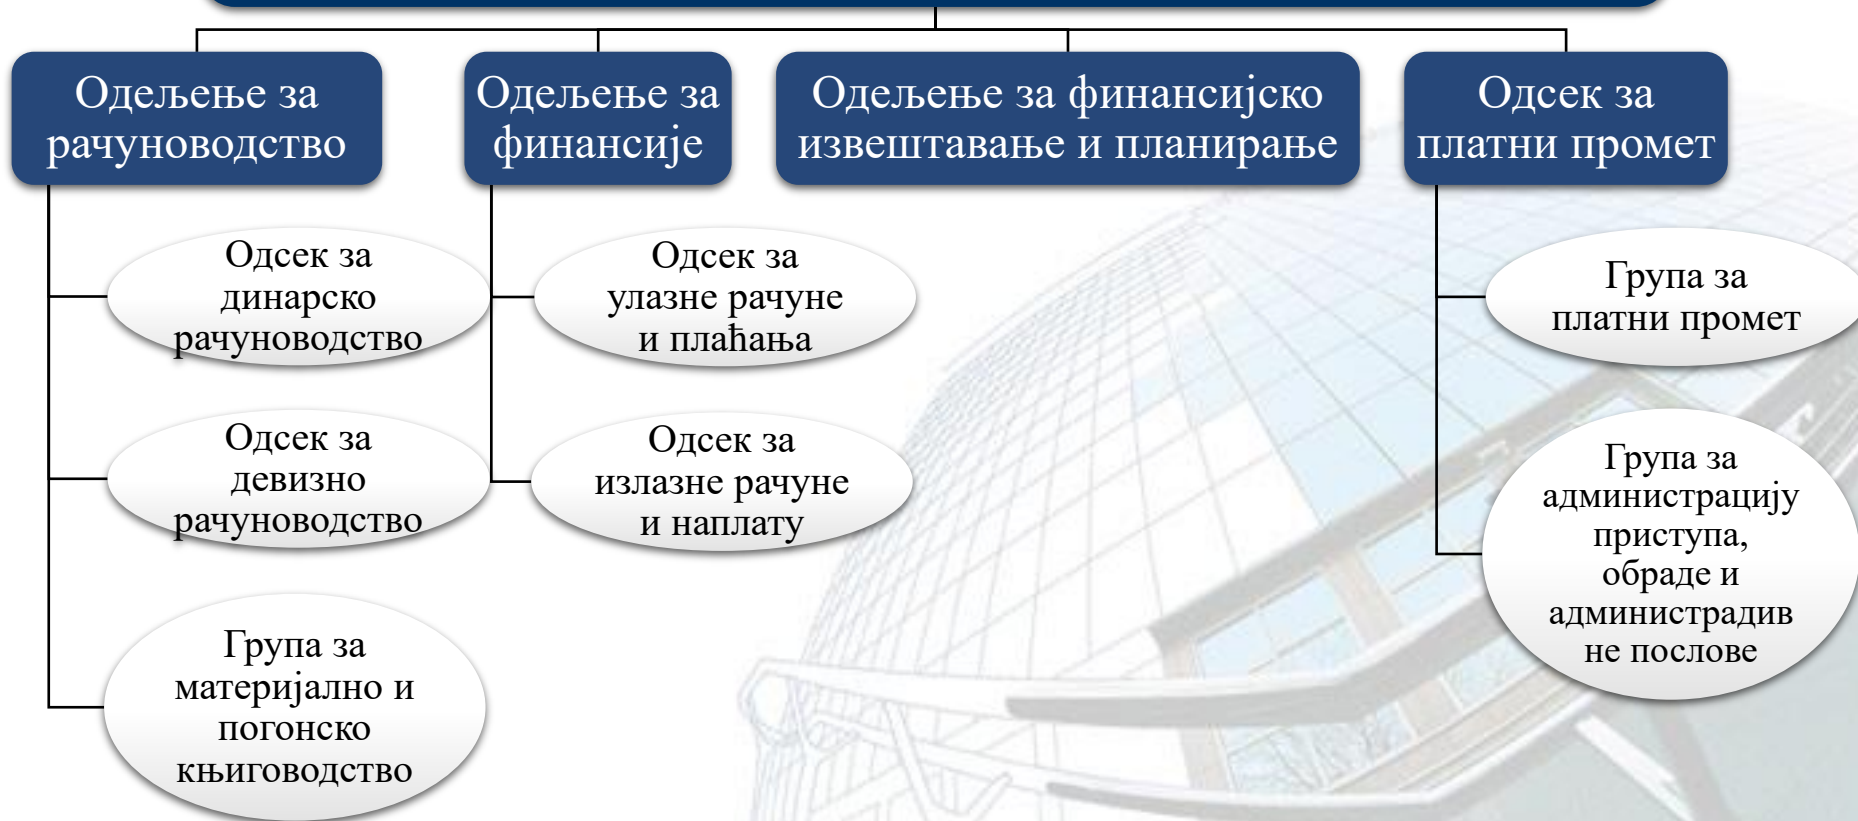 Одељење за
рачуноводство
Одељење за
финансије
Одељење за финансијско
извештавање и планирање
Одсек за
платни промет
Одсек за
динарско
рачуноводство
Одсек за
девизно
рачуноводство
Група за
материјално и
погонско
књиговодство
Одсек за
улазне рачуне
и плаћања
Одсек за
излазне рачуне
и наплату
Група за
платни промет
Група за
администрацију
приступа,
обраде и
администрадив
не послове